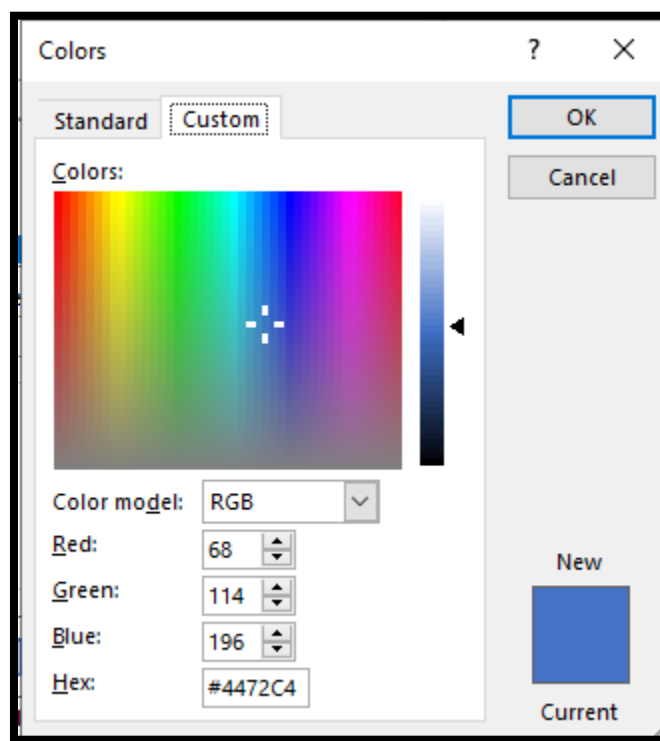 Colors ? ×
Standard Custom OK
Colors: Cancel
Color model: RGB
Red: 68
Green: 114
Blue: 196
Hex: #4472C4
New
Current